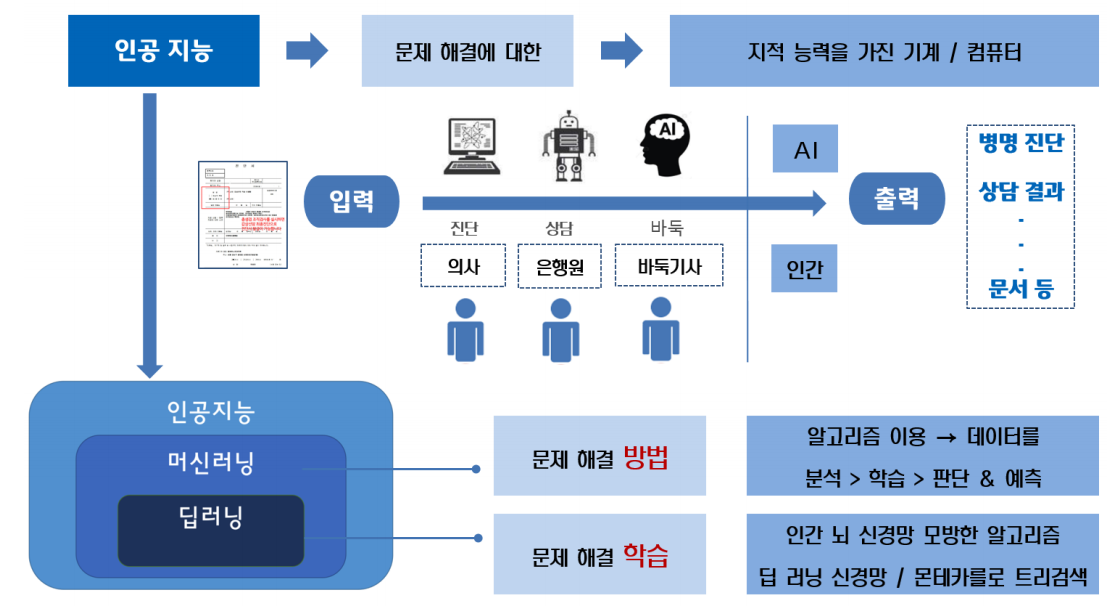 인공 지능
문제 해결에 대한
지적 능력을 가진 기계 / 컴퓨터
입력
AI
진단
상담
바둑
의사
은행원
바둑기사
AI
인간
출력
병명 진단
상담 결과
.
.
.
문서 등
인공지능
머신러닝
딥러닝
문제 해결 방법
알고리즘 이용 → 데이터를
분석 > 학습 > 판단 & 예측
문제 해결 학습
인간 뇌 신경망 모방한 알고리즘
딥 러닝 신경망 / 몬테카를로 트리검색